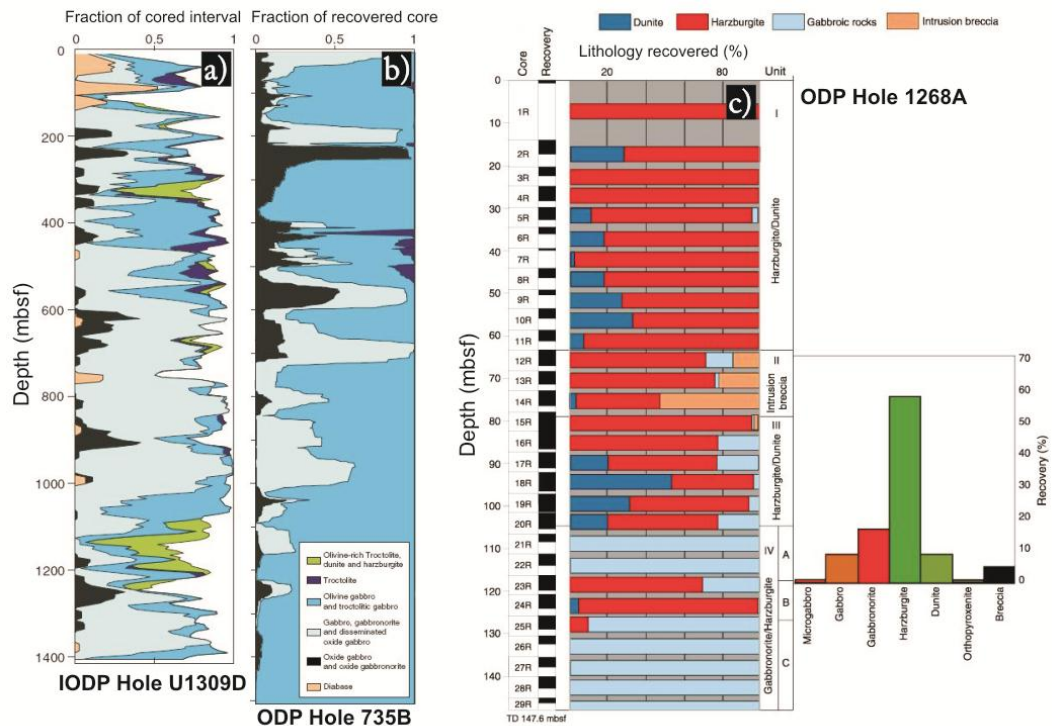 Fraction of cored interval
0 0.5 1
a)
Depth (mbsf)
0
200
400
600
800
1000
1200
1400
IODP Hole U1309D
Fraction of recovered core
0 0.5 1
b)
Olivine-rich Troctolite,
dunite and harzburgite
Troctolite
Olivine gabbro
and troctolitic gabbro
Gabbro, gabbronorite
and disseminated
oxide gabbro
Oxide gabbro
and oxide gabbronorite
Diabase
ODP Hole 735B
Dunite Harzburgite Gabbroic rocks Intrusion breccia
Core
Recovery
Lithology recovered (%)
20 80 Unit
c)
ODP Hole 1268A
Depth (mbsf)
0
10
20
30
40
50
60
70
80
90
100
110
120
130
140
1R
2R
3R
4R
5R
6R
7R
8R
9R
10R
11R
12R
13R
14R
15R
16R
17R
18R
19R
20R
21R
22R
23R
24R
25R
26R
27R
28R
29R
TD 147.6 mbsf
I
Harzburgite/Dunite
II
Intrusion
breccia
III
Harzburgite/Dunite
IV
Gabbronorite/Harzburgite
A
B
C
70
60
50
40
30
20
10
0
Recovery (%)
Microgabbro
Gabbro
Gabbronorite
Harzburgite
Dunite
Orthopyroxenite
Breccia